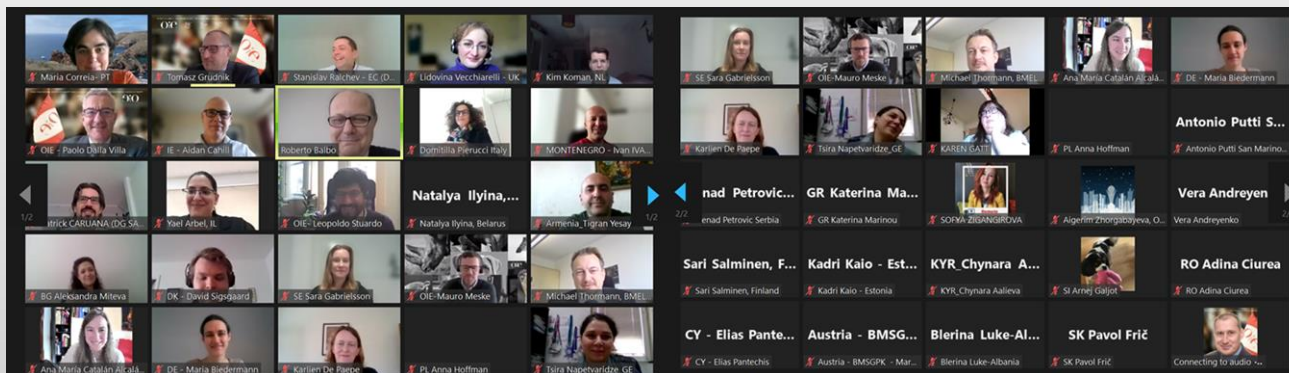 Maria Correia- PT
Tomasz Grudnik
Stanislav Ralchev - EC (D...
Lidovina Vecchiarelli - UK
Kim Koman, NL
OIE - Paolo Dalla Villa
IE - Aidan Cahill
Roberto Balbo
Domitilla Pierucci Italy
MONTENEGRO - Ivan IVA...
1/2
atrick CARUANA (DG SA...
Yael Arbel, IL
OIE- Leopoldo Stuardo
Natalya Ilyina,...
Natalya Ilyina, Belarus
Armenia_Tigran Yesay
1/2
BG Aleksandra Miteva
DK - David Sigsgaard
SE Sara Gabrielsson
OIE-Mauro Meske
Michael Thormann, BMEL
Ana María Catalán Alcalá...
DE - Maria Biedermann
Karlien De Paepe
PL Anna Hoffman
Tsira Napetvaridze_GE
SE Sara Gabrielsson
OIE-Mauro Meske
Michael Thormann, BMEL
Ana María Catalán Alcalá...
DE - Maria Biedermann
Karlien De Paepe
Tsira Napetvaridze_GE
KAREN GATT
PL Anna Hoffman
Antonio Putti S...
Antonio Putti San Marino...
2/2
nad Petrovic...
enad Petrovic Serbia
GR Katerina Ma...
GR Katerina Marinou
SOFYA ZIGANGIROVA
Aigerim Zhorgabayeva, O...
Vera Andreyen
Vera Andreyenko
Sari Salminen, F...
Sari Salminen, Finland
Kadri Kaio - Est...
Kadri Kaio - Estonia
KYR_Chynara A...
KYR_Chynara Aalieva
SI Arnej Galjot
RO Adina Ciurea
RO Adina Ciurea
CY - Elias Pante...
CY - Elias Pantechis
Austria - BMSG...
Austria - BMSGPK - Mar...
Blerina Luke-Al...
Blerina Luke-Albania
SK Pavol Frič
SK Pavol Frič
Connecting to audio ·...